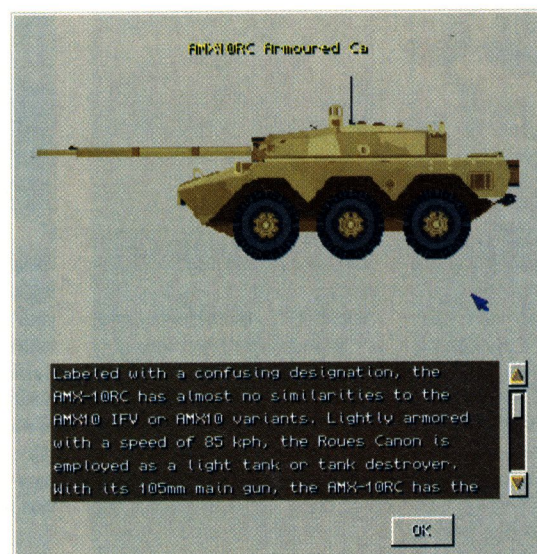 AMX10RC Armoured Ca
Labeled with a confusing designation, the
AMX-10RC has almost no similarities to the
AMX10 IFV or AMX10 variants. Lightly armored
with a speed of 85 kph, the Roues Canon is
employed as a light tank or tank destroyer.
With its 105mm main gun, the AMX-10RC has the
OK